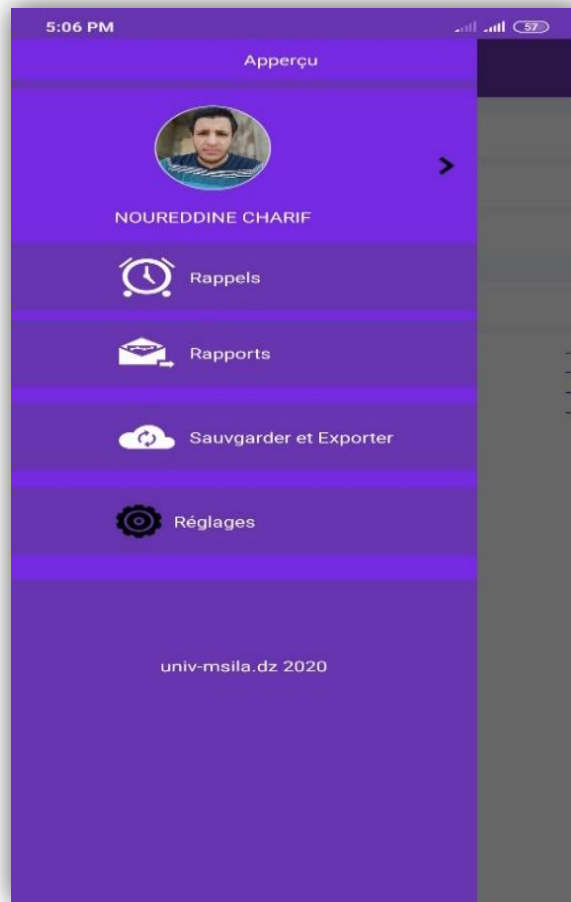 5:06 PM
57
Apperçu
NOUREDDINE CHARIF
Rappels
Rapports
Sauvgarder et Exporter
Réglages
univ-msila.dz 2020